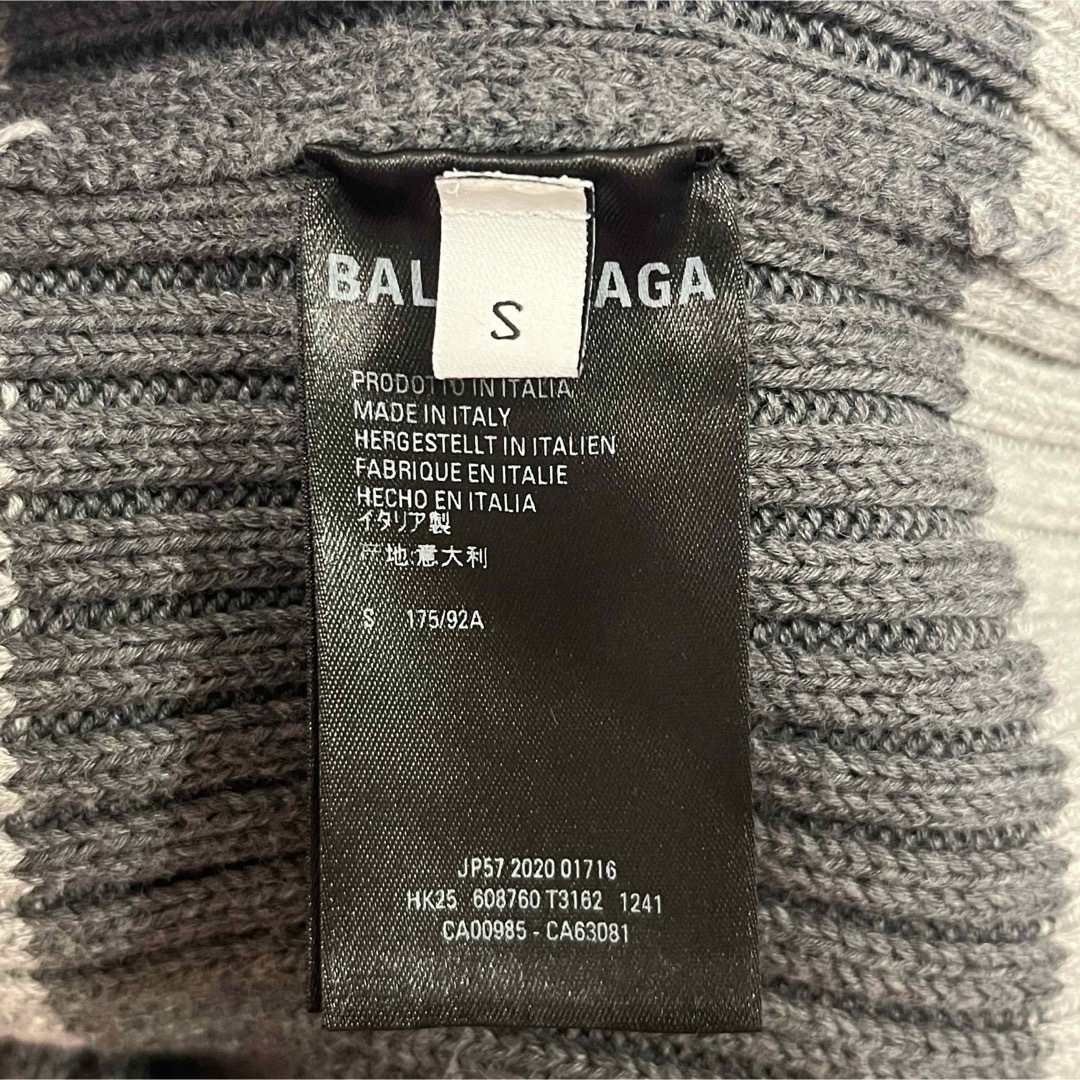 BAL AGA
S
PRODOTTO IN ITALIA
MADE IN ITALY
HERGESTELLT IN ITALIEN
FABRIQUE EN ITALIE
HECHO EN ITALIA
イタリア製
产地:意大利
S 175/92A
JP57 2020 01716
HK25 608760 T3162 1241
CA00985 - CA63081